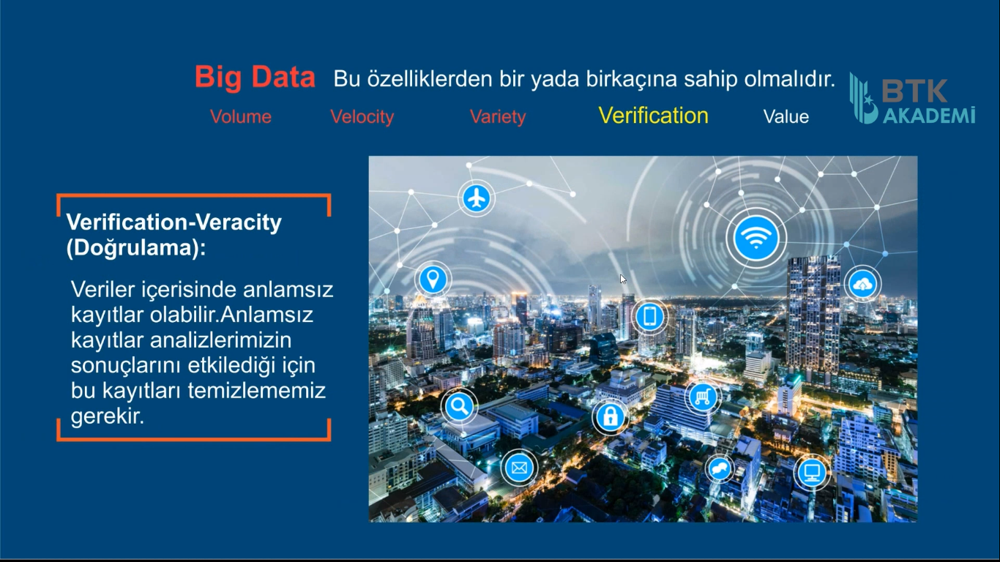 Big Data Bu özelliklerden bir yada birkaçına sahip olmalıdır.
Volume Velocity Variety Verification Value
BTK
AKADEMİ
Verification-Veracity
(Doğrulama):
Veriler içerisinde anlamsız
kayıtlar olabilir.Anlamsız
kayıtlar analizlerimizin
sonuçlarını etkilediği için
bu kayıtları temizlememiz
gerekir.